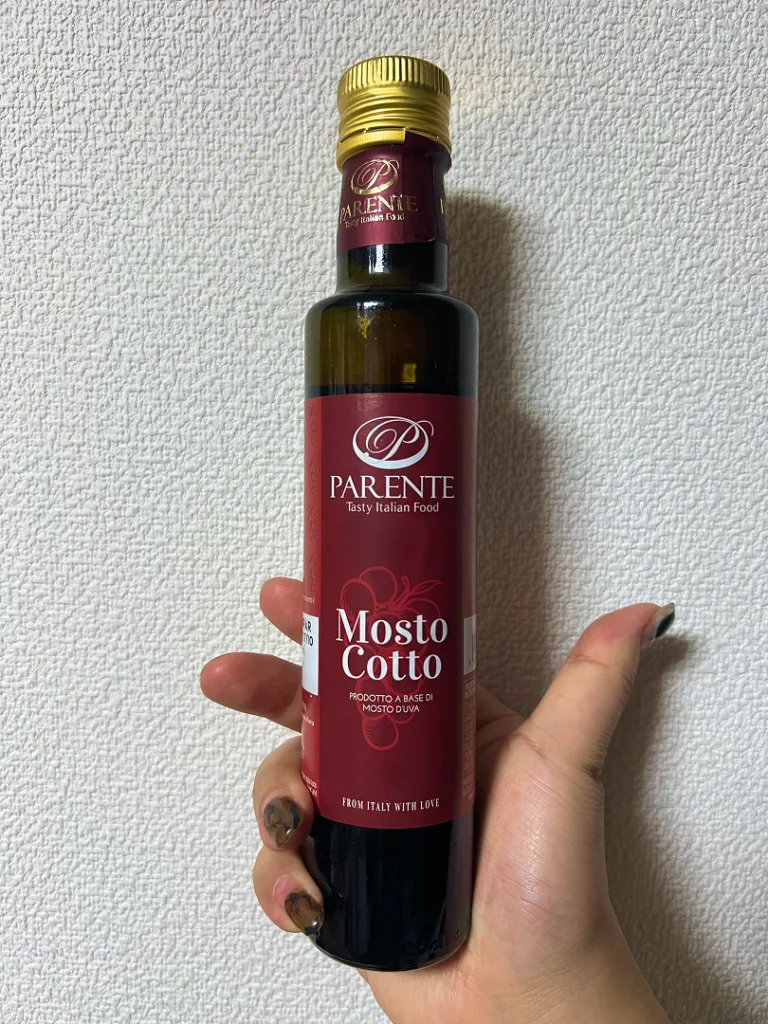 PARENTE
Tasty Italian Food
P
PARENTE
Tasty Italian Food
Mosto
Cotto
PRODOTTO A BASE DI
MOSTO D'UVA
FROM ITALY WITH LOVE